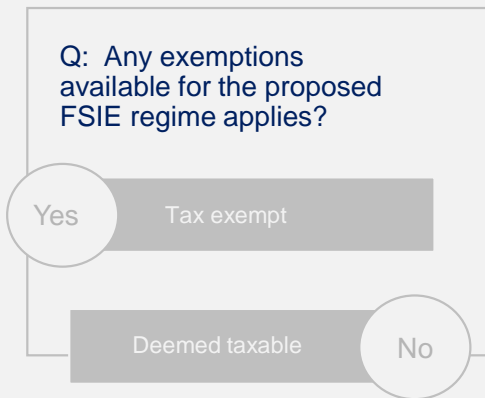 Q: Any exemptions
available for the proposed
FSIE regime applies?
Yes
Tax exempt
Deemed taxable
No